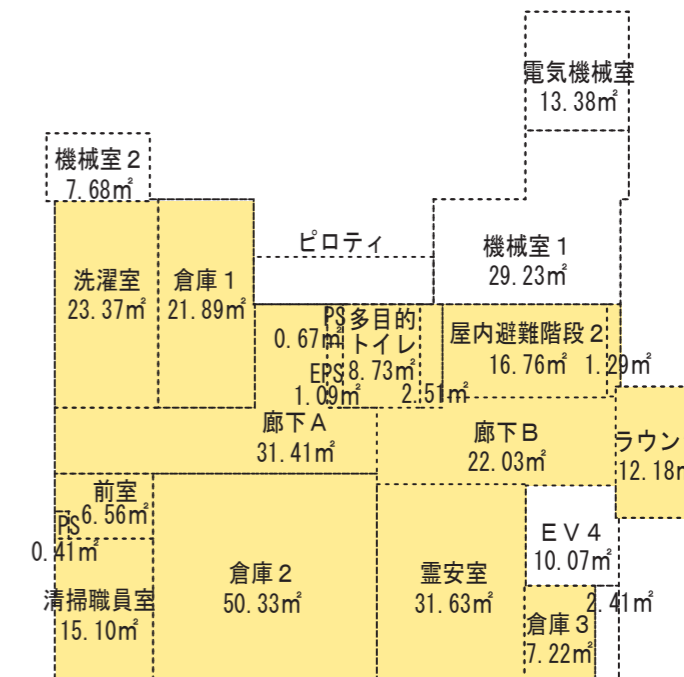 電気機械室
13.38㎡
機械室２
7.68㎡
ピロティ
機械室１
29.23㎡
洗濯室
23.37㎡
倉庫１
21.89㎡
PS
0.67㎡
多目的
トイレ
8.73㎡
EPS
1.09㎡
2.51㎡
屋内避難階段２
16.76㎡
1.29㎡
廊下Ａ
31.41㎡
廊下Ｂ
22.03㎡
ラウン
12.18㎡
前室
6.56㎡
PS
0.41㎡
ＥＶ４
10.07㎡
倉庫２
50.33㎡
霊安室
31.63㎡
清掃職員室
15.10㎡
2.41㎡
倉庫３
7.22㎡